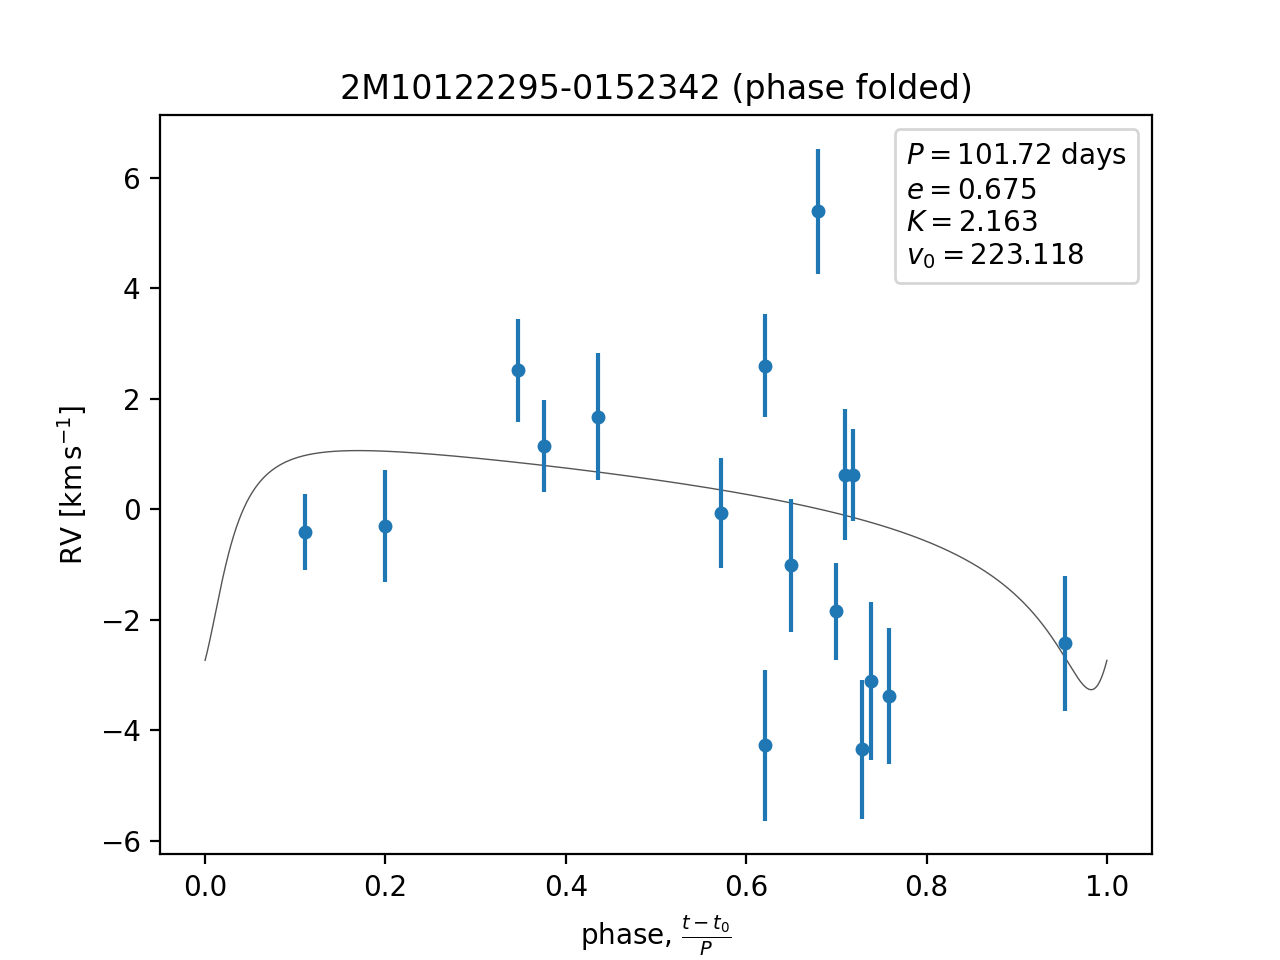 2M10122295-0152342 (phase folded)
P = 101.72 days
e = 0.675
K = 2.163
v₀ = 223.118
RV [km s⁻¹]
6
4
2
0
−2
−4
−6
0.0 0.2 0.4 0.6 0.8 1.0
phase, (t − t₀)/P